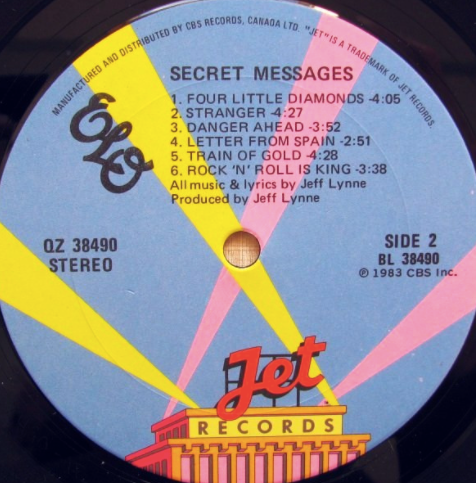 MANUFACTURED AND DISTRIBUTED BY CBS RECORDS, CANADA LTD. "JET" IS A TRADEMARK OF JET RECORDS.
ELO
SECRET MESSAGES
1. FOUR LITTLE DIAMONDS -4:05
2. STRANGER -4:27
3. DANGER AHEAD -3:52
4. LETTER FROM SPAIN -2:51
5. TRAIN OF GOLD -4:28
6. ROCK 'N' ROLL IS KING -3:38
All music & lyrics by Jeff Lynne
Produced by Jeff Lynne
QZ 38490
STEREO
SIDE 2
BL 38490
℗ 1983 CBS Inc.
Jet
RECORDS